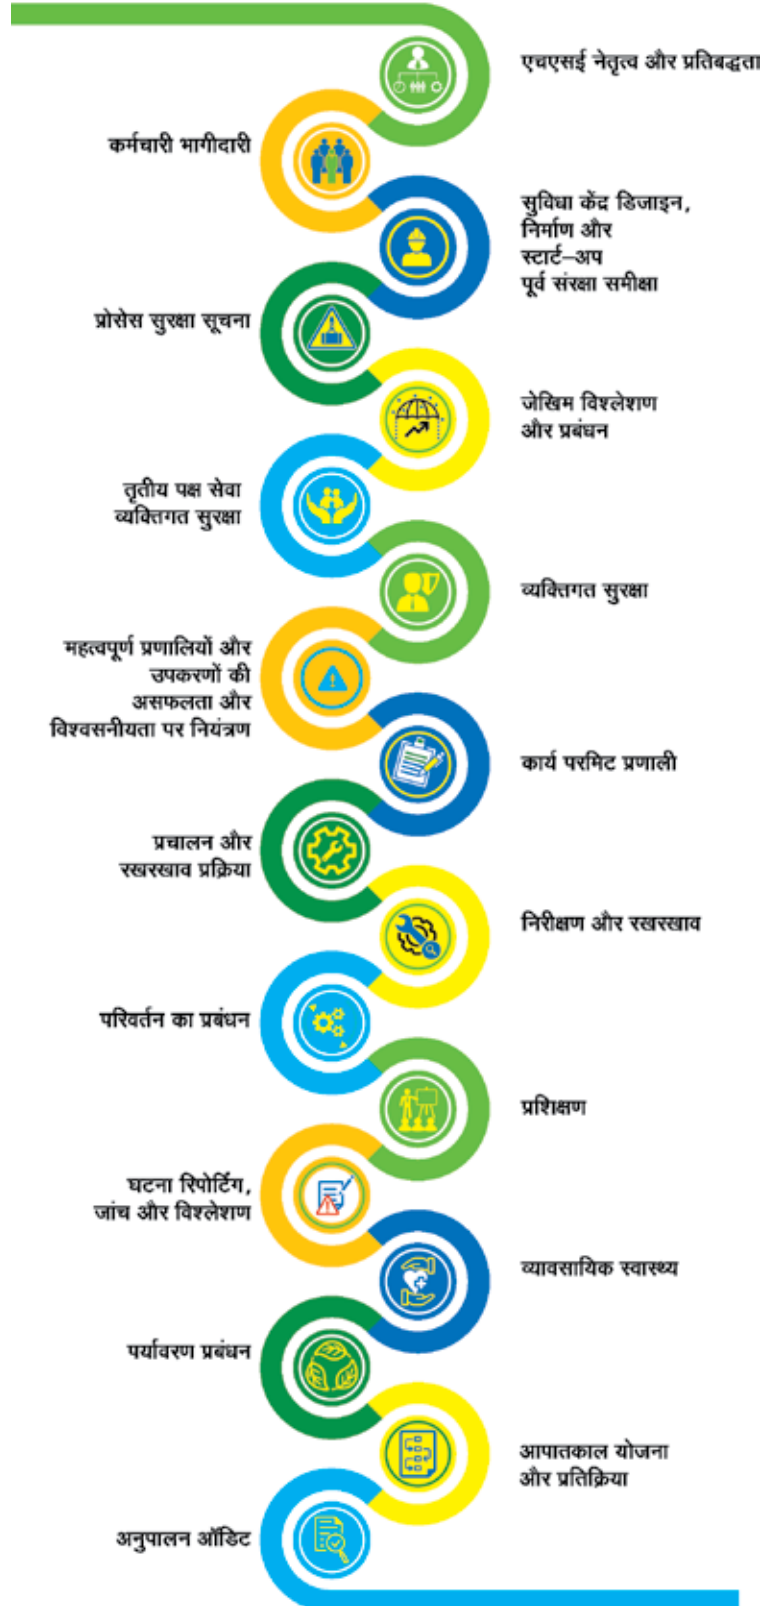 एचएसई नेतृत्व और प्रतिबद्धता
कर्मचारी भागीदारी
सुविधा केंद्र डिजाइन,
निर्माण और
स्टार्ट–अप
पूर्व संरक्षा समीक्षा
प्रोसेस सुरक्षा सूचना
जेखिम विश्लेशण
और प्रबंधन
तृतीय पक्ष सेवा
व्यक्तिगत सुरक्षा
व्यक्तिगत सुरक्षा
महत्वपूर्ण प्रणालियों और
उपकरणों की
असफलता और
विश्वसनीयता पर नियंत्रण
कार्य परमिट प्रणाली
प्रचालन और
रखरखाव प्रक्रिया
निरीक्षण और रखरखाव
परिवर्तन का प्रबंधन
प्रशिक्षण
घटना रिपोर्टिंग,
जांच और विश्लेशण
व्यावसायिक स्वास्थ्य
पर्यावरण प्रबंधन
आपातकाल योजना
और प्रतिक्रिया
अनुपालन ऑडिट